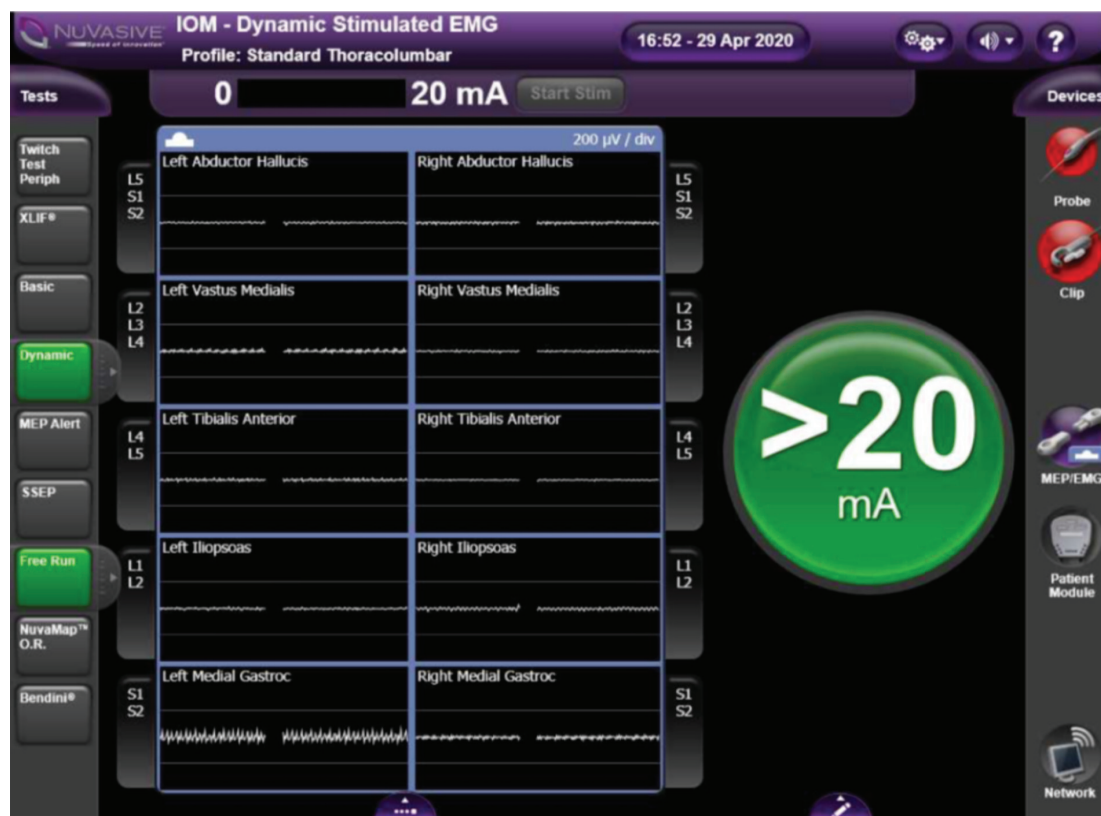 NUVASIVE®
Speed of Innovation®
IOM - Dynamic Stimulated EMG
Profile: Standard Thoracolumbar
16:52 - 29 Apr 2020
?
Tests
0
20 mA
Start Stim
Devices
200 µV / div
Twitch
Test
Periph
XLIF®
Basic
Dynamic
MEP Alert
SSEP
Free Run
NuvaMap™
O.R.
Bendini®
L5
S1
S2
Left Abductor Hallucis
Right Abductor Hallucis
L5
S1
S2
L2
L3
L4
Left Vastus Medialis
Right Vastus Medialis
L2
L3
L4
L4
L5
Left Tibialis Anterior
Right Tibialis Anterior
L4
L5
L1
L2
Left Iliopsoas
Right Iliopsoas
L1
L2
S1
S2
Left Medial Gastroc
Right Medial Gastroc
S1
S2
>20
mA
Probe
Clip
MEP/EMG
Patient
Module
Network